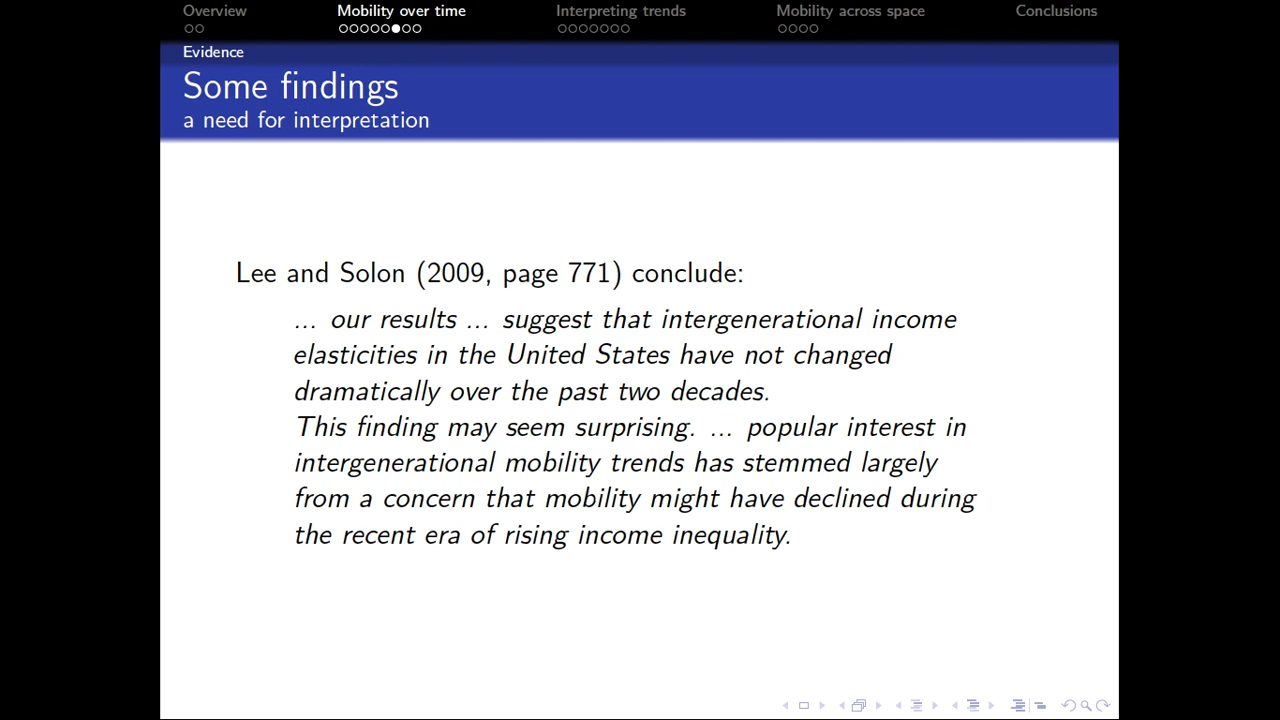 Overview
Mobility over time
Interpreting trends
Mobility across space
Conclusions
Evidence
Some findings
a need for interpretation
Lee and Solon (2009, page 771) conclude:
... our results ... suggest that intergenerational income
elasticities in the United States have not changed
dramatically over the past two decades.
This finding may seem surprising. ... popular interest in
intergenerational mobility trends has stemmed largely
from a concern that mobility might have declined during
the recent era of rising income inequality.